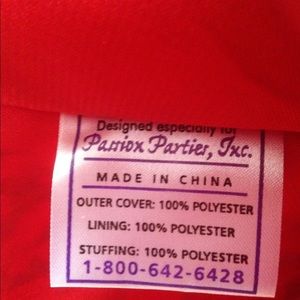 Designed especially for
Passion Parties, Inc.
MADE IN CHINA
OUTER COVER: 100% POLYESTER
LINING: 100% POLYESTER
STUFFING: 100% POLYESTER
1-800-642-6428